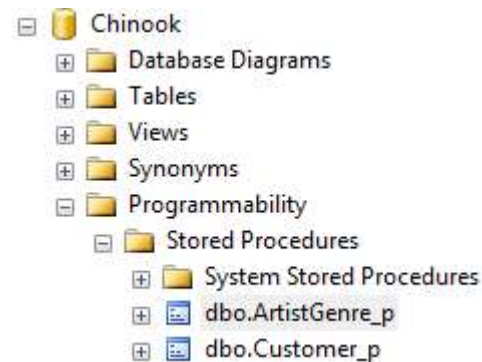 Chinook
Database Diagrams
Tables
Views
Synonyms
Programmability
Stored Procedures
System Stored Procedures
dbo.ArtistGenre_p
dbo.Customer_p